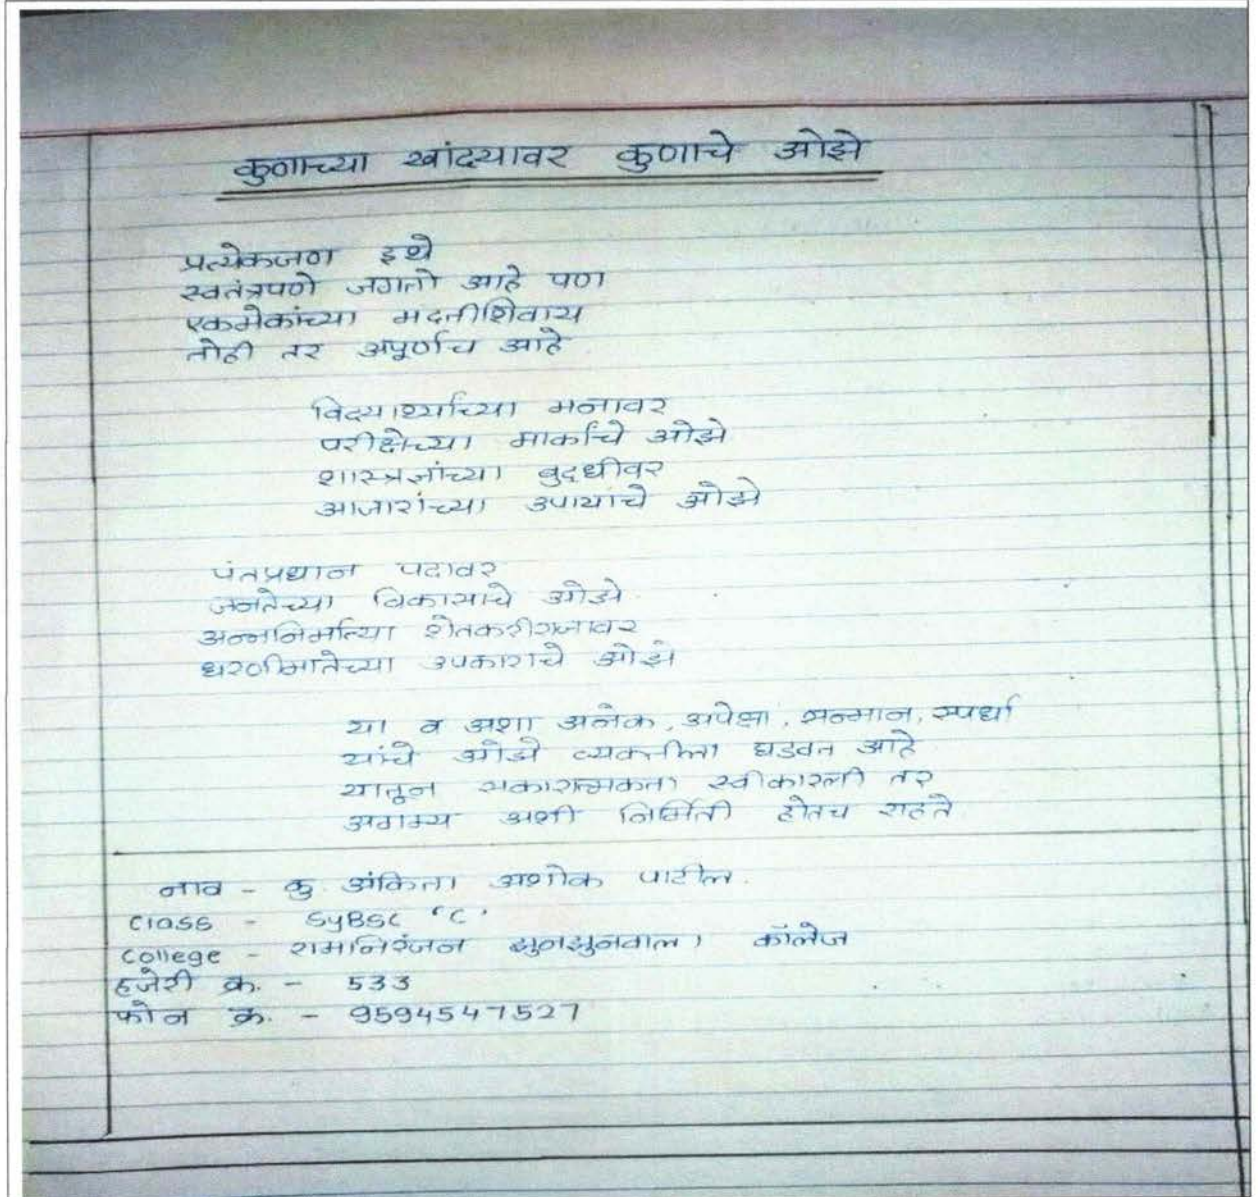 कुणाच्या खांद्यावर कुणाचे ओझे
प्रत्येकजण इथे
स्वतंत्रपणे जगतो आहे पण
एकमेकांच्या मदतीशिवाय
तोही तर अपूर्णच आहे.
विद्यार्थ्यांच्या मनावर
परीक्षेच्या मार्कांचे ओझे
शास्त्रज्ञांच्या बुद्धीवर
आजारांच्या उपायांचे ओझे
पंतप्रधान पदावर
जनतेच्या विकासाचे ओझे
अन्ननिर्मात्या शेतकरीराजावर
धरणीमातेच्या उपकाराचे ओझे
या व अशा अनेक, अपेक्षा, सन्मान, स्पर्धा
यांचे ओझे व्यक्तीला घडवत आहे
यातून सकारात्मकता स्वीकारली तर
अगम्य अशी निर्मिती होतच राहते.
नाव - कु. अंकिता अशोक पाटील.
Class - SyBSC 'C'
College - रामनिरंजन झुनझुनवाला कॉलेज
हजेरी क्र. - 533
फोन क्र. - 9594547527